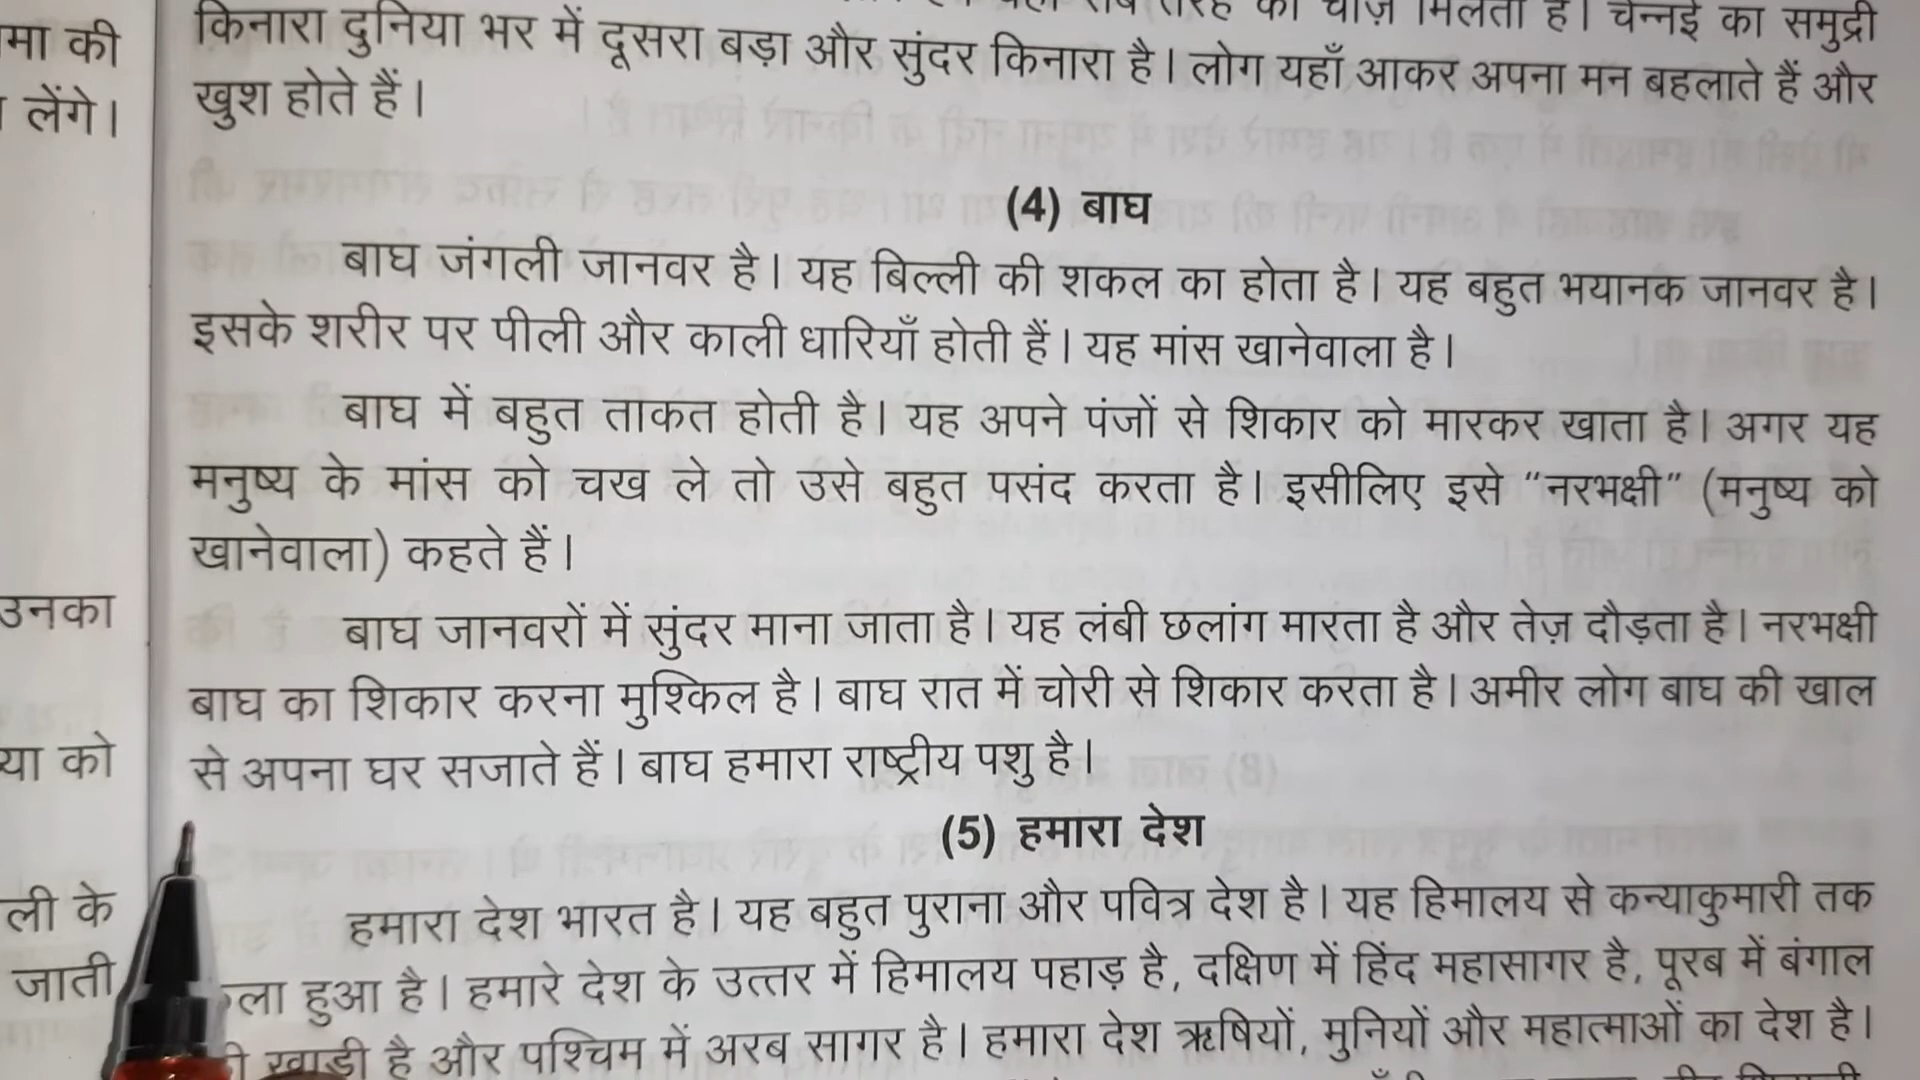 मा की
लेंगे।
उनका
या को
ली के
जाती
तरह की चीज़ें मिलती हैं। चेन्नई का समुद्री
किनारा दुनिया भर में दूसरा बड़ा और सुंदर किनारा है। लोग यहाँ आकर अपना मन बहलाते हैं और
खुश होते हैं।
(4) बाघ
बाघ जंगली जानवर है। यह बिल्ली की शकल का होता है। यह बहुत भयानक जानवर है।
इसके शरीर पर पीली और काली धारियाँ होती हैं। यह मांस खानेवाला है।
बाघ में बहुत ताकत होती है। यह अपने पंजों से शिकार को मारकर खाता है। अगर यह
मनुष्य के मांस को चख ले तो उसे बहुत पसंद करता है। इसीलिए इसे “नरभक्षी” (मनुष्य को
खानेवाला) कहते हैं।
बाघ जानवरों में सुंदर माना जाता है। यह लंबी छलांग मारता है और तेज़ दौड़ता है। नरभक्षी
बाघ का शिकार करना मुश्किल है। बाघ रात में चोरी से शिकार करता है। अमीर लोग बाघ की खाल
से अपना घर सजाते हैं। बाघ हमारा राष्ट्रीय पशु है।
(5) हमारा देश
हमारा देश भारत है। यह बहुत पुराना और पवित्र देश है। यह हिमालय से कन्याकुमारी तक
ला हुआ है। हमारे देश के उत्तर में हिमालय पहाड़ है, दक्षिण में हिंद महासागर है, पूरब में बंगाल
खाड़ी है और पश्चिम में अरब सागर है। हमारा देश ऋषियों, मुनियों और महात्माओं का देश है।